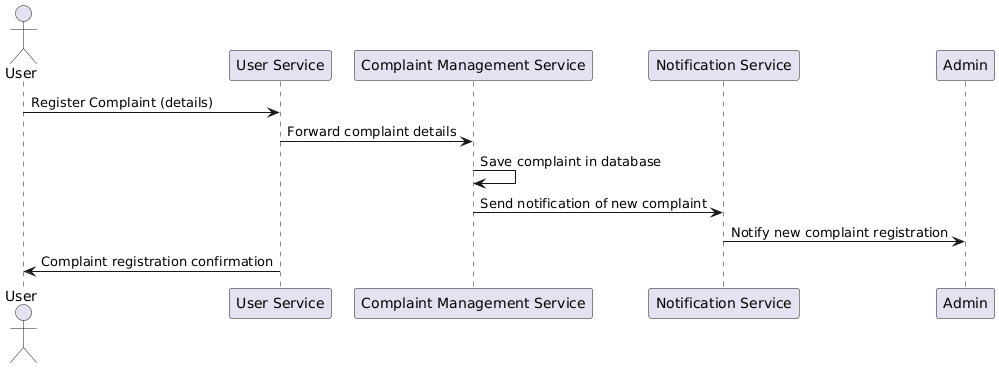 User
User Service
Complaint Management Service
Notification Service
Admin
Register Complaint (details)
Forward complaint details
Save complaint in database
Send notification of new complaint
Notify new complaint registration
Complaint registration confirmation
User
User Service
Complaint Management Service
Notification Service
Admin